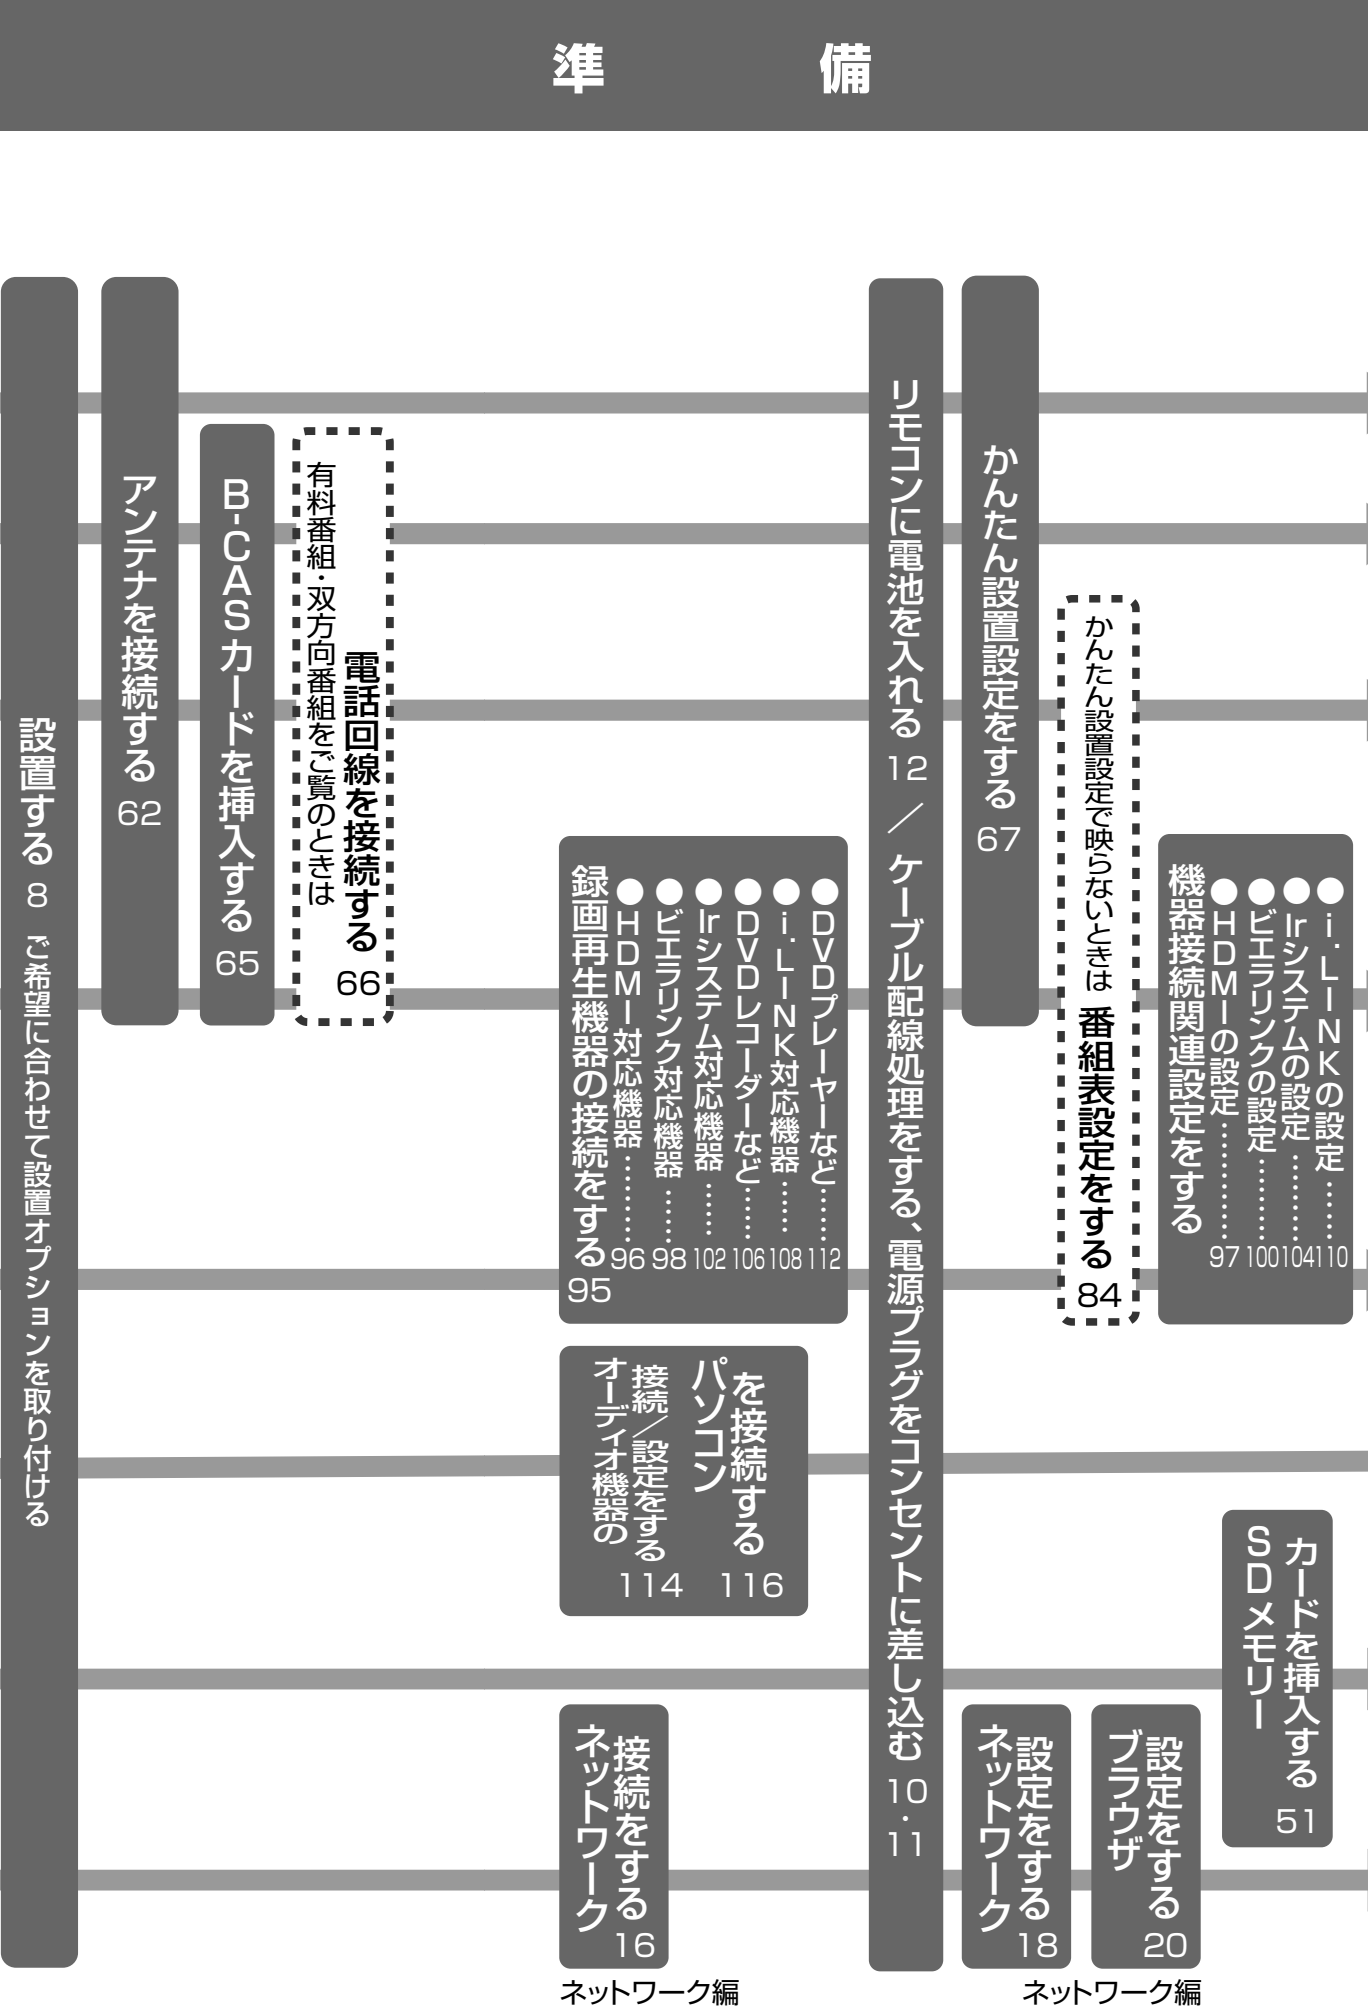 準備
設置する 8 ご希望に合わせて設置オプションを取り付ける
アンテナを接続する 62
B-CASカードを挿入する 65
有料番組・双方向番組をご覧のときは
電話回線を接続する 66
録画再生機器の接続をする 95
●HDMI対応機器………96
●ビエラリンク対応機器……98
●Irシステム対応機器……102
●DVDレコーダーなど……106
●i.LINK対応機器……108
●DVDプレーヤーなど……112
オーディオ機器の
接続／設定をする 114
パソコン
を接続する 116
ネットワーク
接続をする 16
ネットワーク編
リモコンに電池を入れる 12 ／ ケーブル配線処理をする、電源プラグをコンセントに差し込む 10・11
かんたん設置設定をする 67
かんたん設置設定で映らないときは 番組表設定をする 84
機器接続関連設定をする
●HDMIの設定…………97
●ビエラリンクの設定………100
●Irシステムの設定………104
●i.LINKの設定……110
SDメモリー
カードを挿入する 51
ネットワーク
設定をする 18
ブラウザ
設定をする 20
ネットワーク編